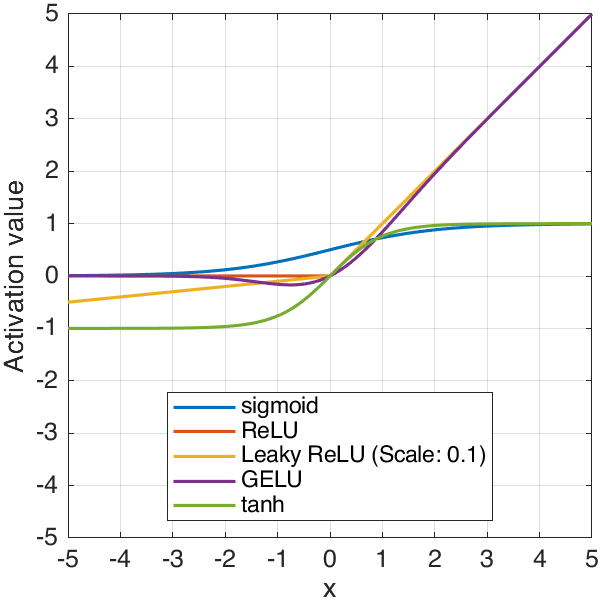 5
4
3
2
1
0
-1
-2
-3
-4
-5
Activation value
sigmoid
ReLU
Leaky ReLU (Scale: 0.1)
GELU
tanh
-5 -4 -3 -2 -1 0 1 2 3 4 5
x